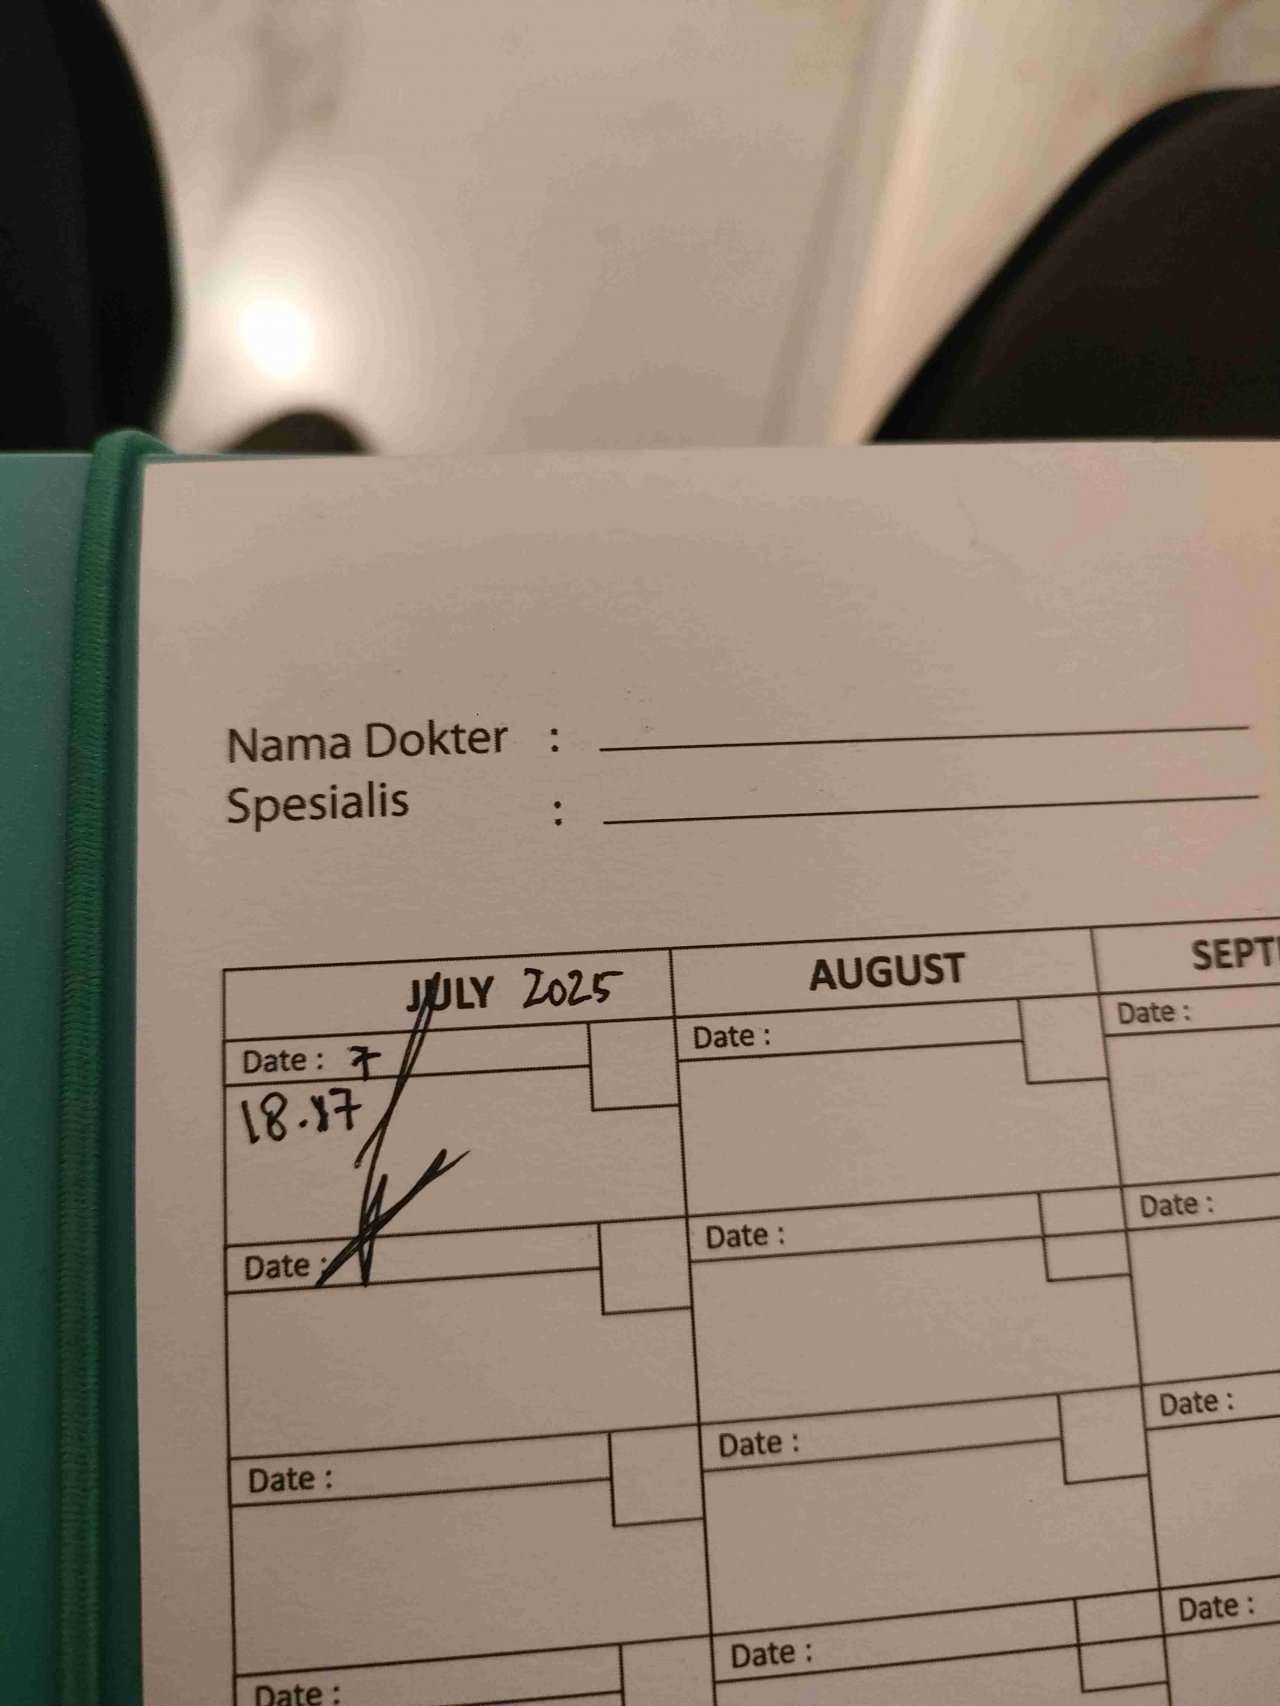 Nama Dokter :
Spesialis :
JULY 2025
AUGUST
SEPT
Date : 7
Date :
Date :
18.17
Date :
Date :
Date :
Date :
Date :
Date :
Date :
Date :
Date :